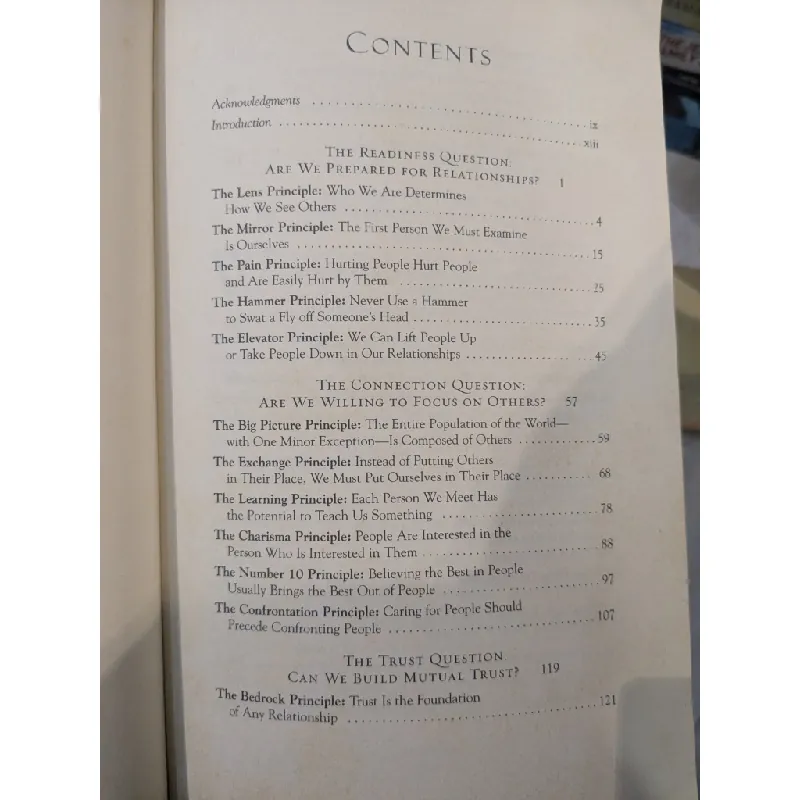 CONTENTS
Acknowledgments . . . . . . . . . . . . . . . . . . . . . . . . . . . . . . ix
Introduction . . . . . . . . . . . . . . . . . . . . . . . . . . . . . . . . . xiii
THE READINESS QUESTION:
ARE WE PREPARED FOR RELATIONSHIPS? 1
The Lens Principle: Who We Are Determines
How We See Others . . . . . . . . . . . . . . . . . . . . . . . . . 4
The Mirror Principle: The First Person We Must Examine
Is Ourselves . . . . . . . . . . . . . . . . . . . . . . . . . . . . . . 15
The Pain Principle: Hurting People Hurt People
and Are Easily Hurt by Them . . . . . . . . . . . . . . . . . . 25
The Hammer Principle: Never Use a Hammer
to Swat a Fly off Someone's Head . . . . . . . . . . . . . . . 35
The Elevator Principle: We Can Lift People Up
or Take People Down in Our Relationships . . . . . . . . . . 45
THE CONNECTION QUESTION:
ARE WE WILLING TO FOCUS ON OTHERS? 57
The Big Picture Principle: The Entire Population of the World—
with One Minor Exception—Is Composed of Others . . . . . . 59
The Exchange Principle: Instead of Putting Others
in Their Place, We Must Put Ourselves in Their Place . . . . . 68
The Learning Principle: Each Person We Meet Has
the Potential to Teach Us Something . . . . . . . . . . . . . . 78
The Charisma Principle: People Are Interested in the
Person Who Is Interested in Them . . . . . . . . . . . . . . . 88
The Number 10 Principle: Believing the Best in People
Usually Brings the Best Out of People . . . . . . . . . . . . . 97
The Confrontation Principle: Caring for People Should
Precede Confronting People . . . . . . . . . . . . . . . . . . 107
THE TRUST QUESTION
CAN WE BUILD MUTUAL TRUST? 119
The Bedrock Principle: Trust Is the Foundation
of Any Relationship . . . . . . . . . . . . . . . . . . . . . . . 121